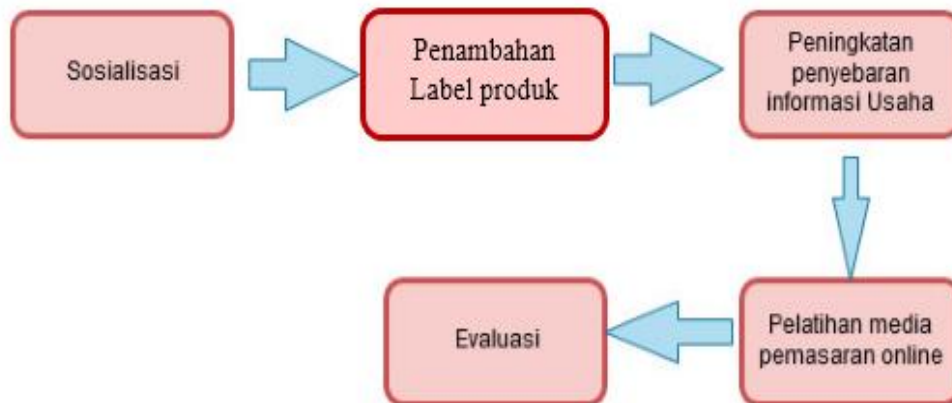 Sosialisasi
Penambahan
Label produk
Peningkatan
penyebaran
informasi Usaha
Pelatihan media
pemasaran online
Evaluasi